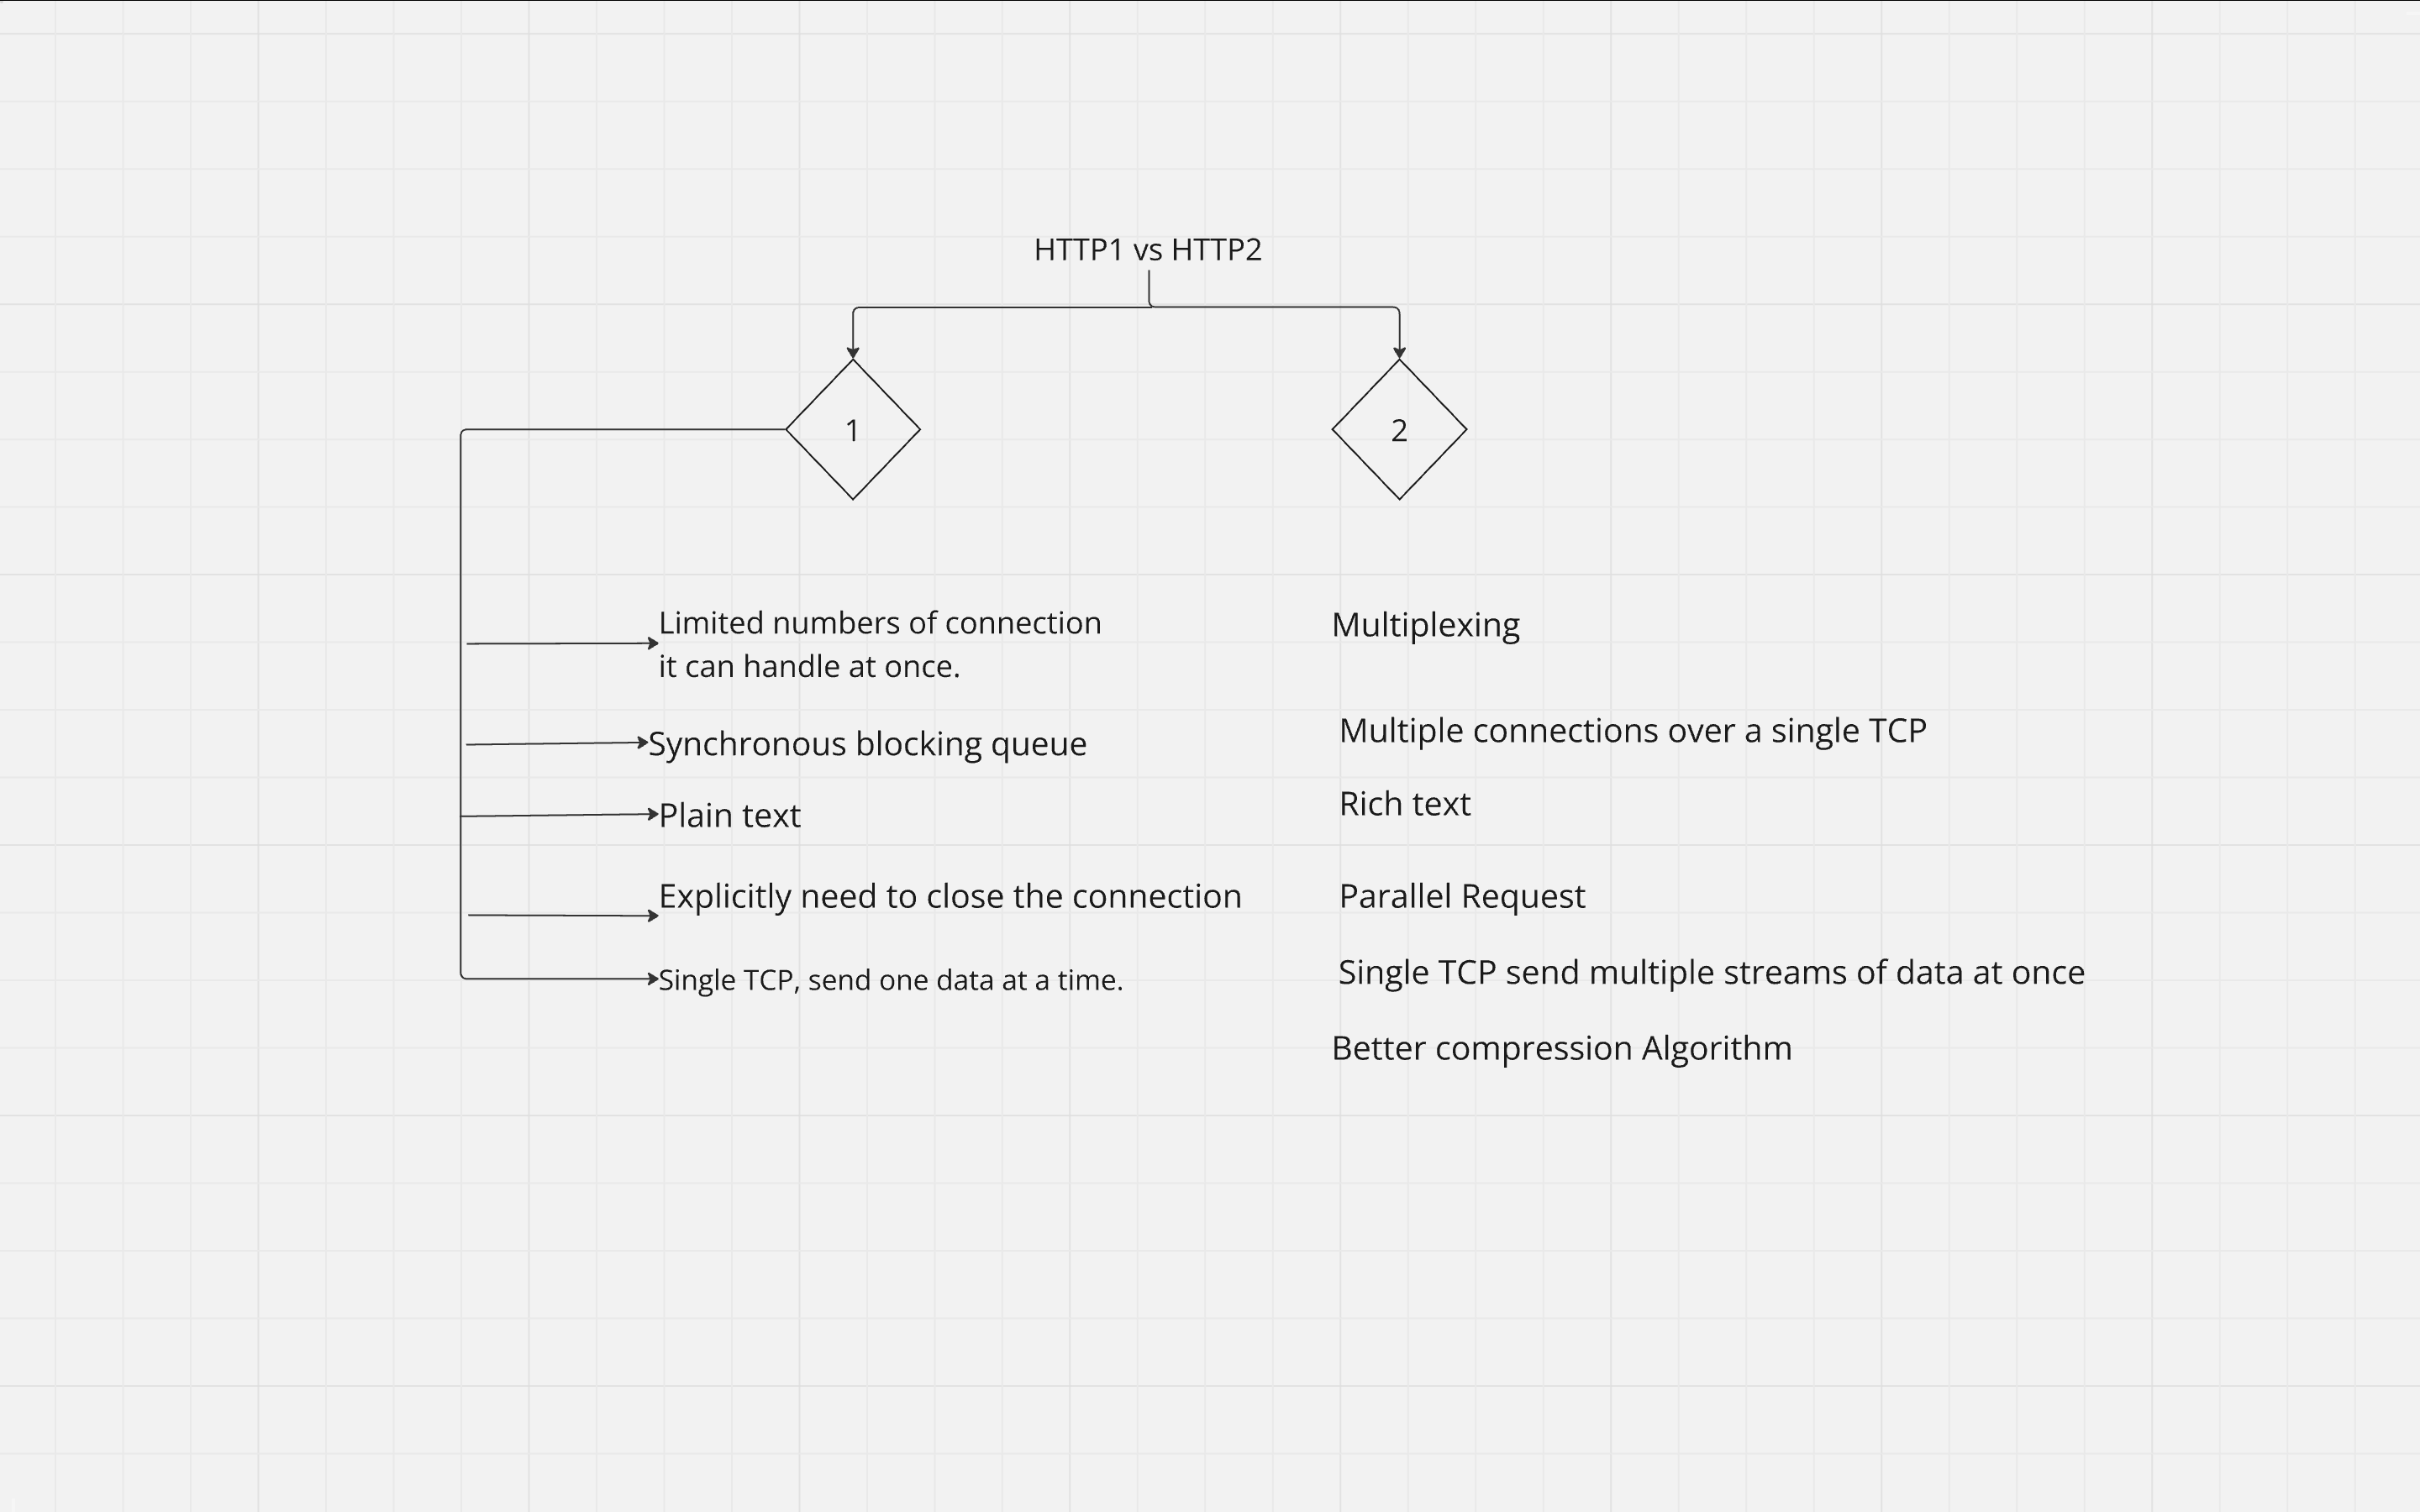 HTTP1 vs HTTP2
1
2
Limited numbers of connection
it can handle at once.
Synchronous blocking queue
Plain text
Explicitly need to close the connection
Single TCP, send one data at a time.
Multiplexing
Multiple connections over a single TCP
Rich text
Parallel Request
Single TCP send multiple streams of data at once
Better compression Algorithm